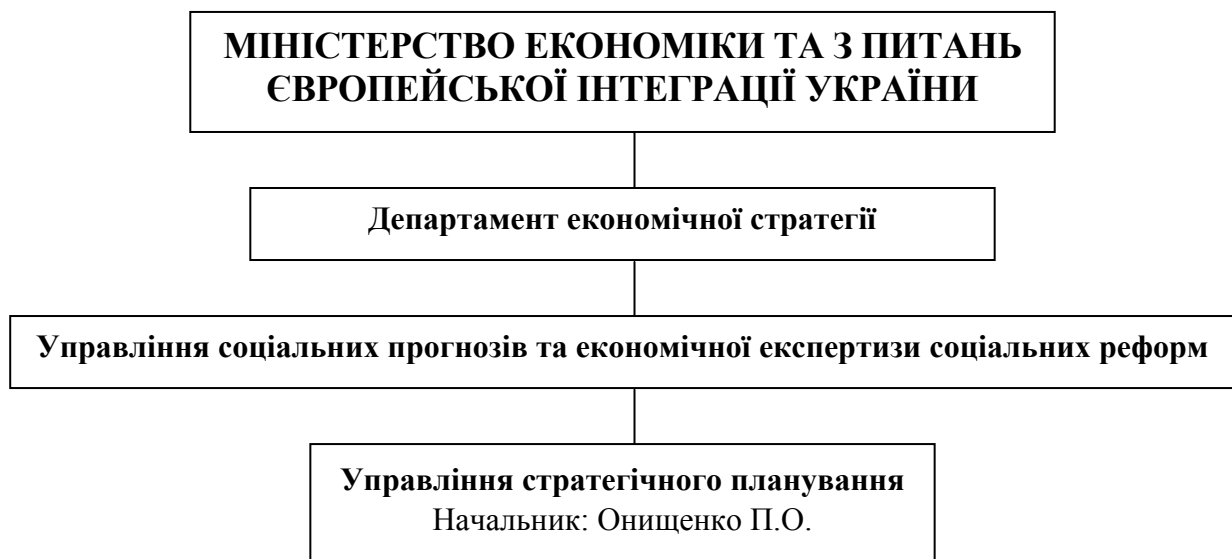 МІНІСТЕРСТВО ЕКОНОМІКИ ТА З ПИТАНЬ
ЄВРОПЕЙСЬКОЇ ІНТЕГРАЦІЇ УКРАЇНИ
Департамент економічної стратегії
Управління соціальних прогнозів та економічної експертизи соціальних реформ
Управління стратегічного планування
Начальник: Онищенко П.О.